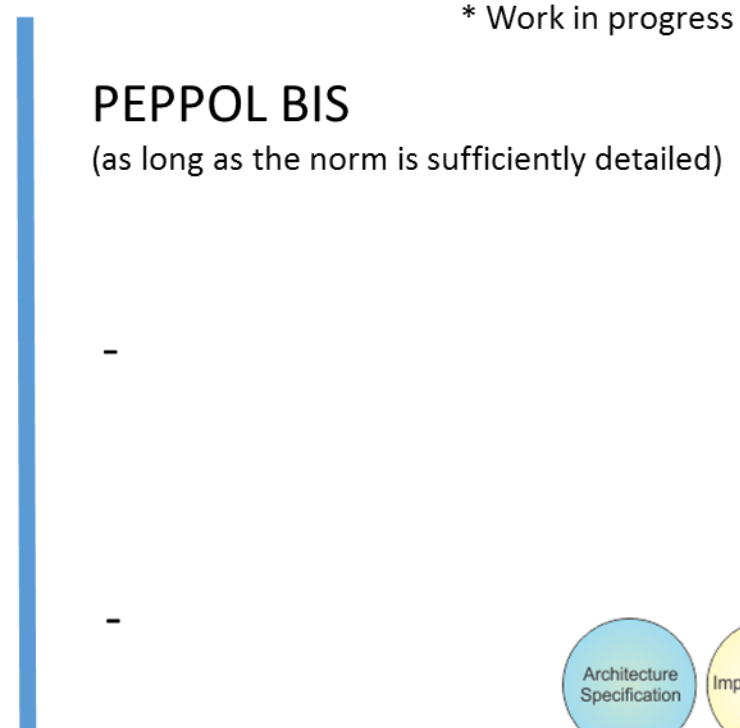 * Work in progress
PEPPOL BIS
(as long as the norm is sufficiently detailed)
-
-
Architecture
Specification